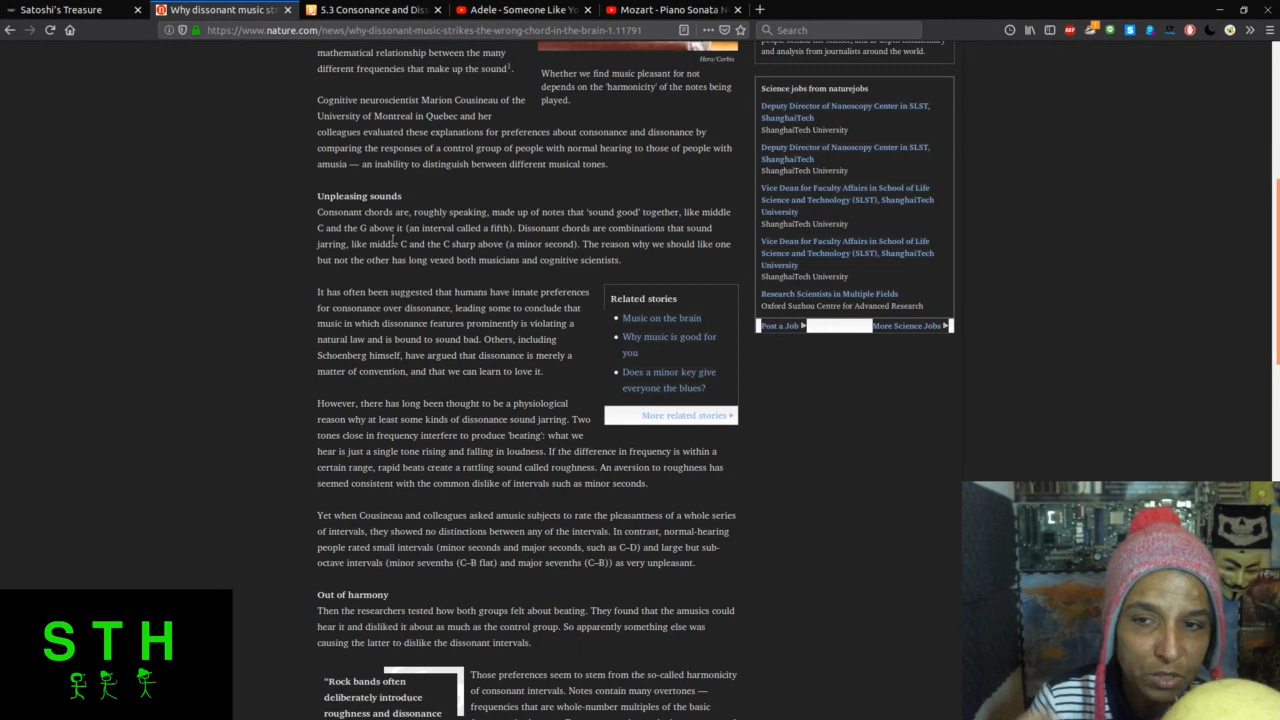 Satoshi's Treasure
Why dissonant music str
5.3 Consonance and Diss
Adele - Someone Like Yo
Mozart - Piano Sonata N
https://www.nature.com/news/why-dissonant-music-strikes-the-wrong-chord-in-the-brain-1.11791
Search
mathematical relationship between the many
different frequencies that make up the sound¹.
Hero/Corbis
Whether we find music pleasant for not
depends on the 'harmonicity' of the notes being
played.
Cognitive neuroscientist Marion Cousineau of the
University of Montreal in Quebec and her
colleagues evaluated these explanations for preferences about consonance and dissonance by
comparing the responses of a control group of people with normal hearing to those of people with
amusia — an inability to distinguish between different musical tones.
Unpleasing sounds
Consonant chords are, roughly speaking, made up of notes that 'sound good' together, like middle
C and the G above it (an interval called a fifth). Dissonant chords are combinations that sound
jarring, like middle C and the C sharp above (a minor second). The reason why we should like one
but not the other has long vexed both musicians and cognitive scientists.
It has often been suggested that humans have innate preferences
for consonance over dissonance, leading some to conclude that
music in which dissonance features prominently is violating a
natural law and is bound to sound bad. Others, including
Schoenberg himself, have argued that dissonance is merely a
matter of convention, and that we can learn to love it.
Related stories
Music on the brain
Why music is good for
you
Does a minor key give
everyone the blues?
More related stories
However, there has long been thought to be a physiological
reason why at least some kinds of dissonance sound jarring. Two
tones close in frequency interfere to produce 'beating': what we
hear is just a single tone rising and falling in loudness. If the difference in frequency is within a
certain range, rapid beats create a rattling sound called roughness. An aversion to roughness has
seemed consistent with the common dislike of intervals such as minor seconds.
Yet when Cousineau and colleagues asked amusic subjects to rate the pleasantness of a whole series
of intervals, they showed no distinctions between any of the intervals. In contrast, normal-hearing
people rated small intervals (minor seconds and major seconds, such as C–D) and large but sub-
octave intervals (minor sevenths (C–B flat) and major sevenths (C–B)) as very unpleasant.
Out of harmony
Then the researchers tested how both groups felt about beating. They found that the amusics could
hear it and disliked it about as much as the control group. So apparently something else was
causing the latter to dislike the dissonant intervals.
"Rock bands often
deliberately introduce
roughness and dissonance
Those preferences seem to stem from the so-called harmonicity
of consonant intervals. Notes contain many overtones —
frequencies that are whole-number multiples of the basic
and analysis from journalists around the world.
Science jobs from naturejobs
Deputy Director of Nanoscopy Center in SLST,
ShanghaiTech
ShanghaiTech University
Deputy Director of Nanoscopy Center in SLST,
ShanghaiTech
ShanghaiTech University
Vice Dean for Faculty Affairs in School of Life
Science and Technology (SLST), ShanghaiTech
University
ShanghaiTech University
Vice Dean for Faculty Affairs in School of Life
Science and Technology (SLST), ShanghaiTech
University
ShanghaiTech University
Research Scientists in Multiple Fields
Oxford Suzhou Centre for Advanced Research
Post a Job
More Science Jobs
STH